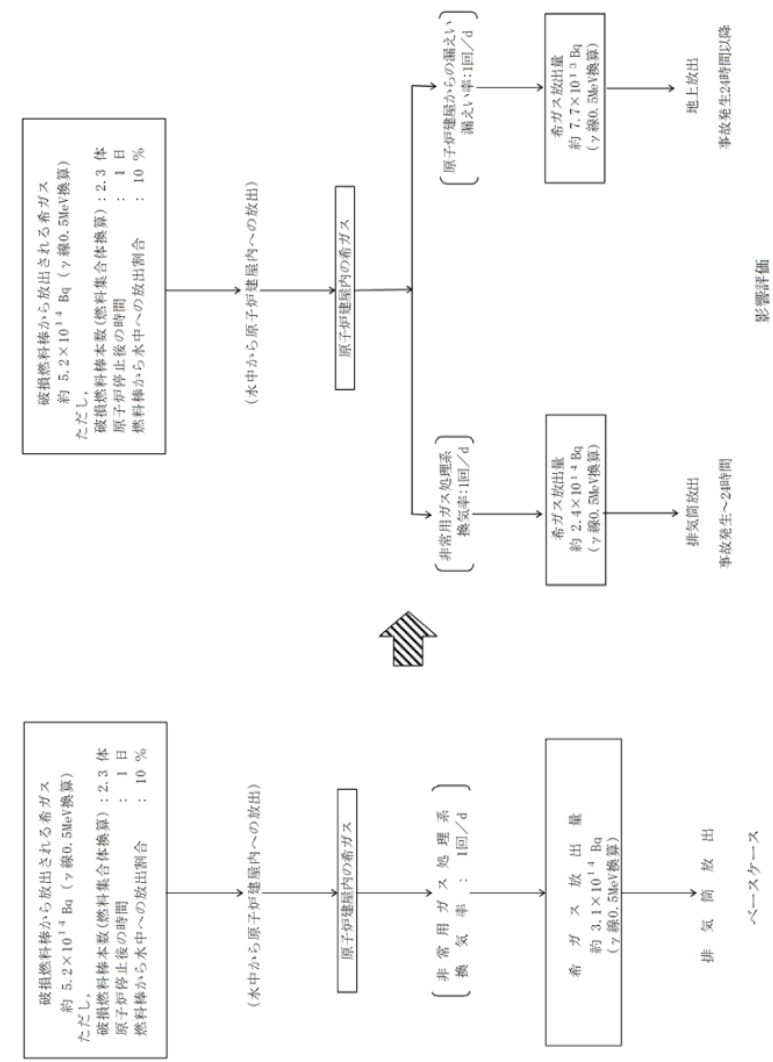 破損燃料棒から放出される希ガス
約 5.2×10¹⁴ Bq (γ線0.5MeV換算)
ただし,
破損燃料棒本数(燃料集合体換算):2.3 体
原子炉停止後の時間 : 1 日
燃料棒から水中への放出割合 : 10 %
(水中から原子炉建屋内への放出)
原子炉建屋内の希ガス
非常用ガス処理系
換気率 : 1回/d
希ガス放出量
約 3.1×10¹⁴ Bq
(γ線0.5MeV換算)
排気筒放出
ベースケース
破損燃料棒から放出される希ガス
約 5.2×10¹⁴ Bq (γ線0.5MeV換算)
ただし,
破損燃料棒本数(燃料集合体換算):2.3 体
原子炉停止後の時間 : 1 日
燃料棒から水中への放出割合 : 10 %
(水中から原子炉建屋内への放出)
原子炉建屋内の希ガス
非常用ガス処理系
換気率:1回/d
希ガス放出量
約 2.4×10¹⁴ Bq
(γ線0.5MeV換算)
排気筒放出
事故発生~24時間
原子炉建屋からの漏えい
漏えい率:1回/d
希ガス放出量
約 7.7×10¹³ Bq
(γ線0.5MeV換算)
地上放出
事故発生24時間以降
影響評価